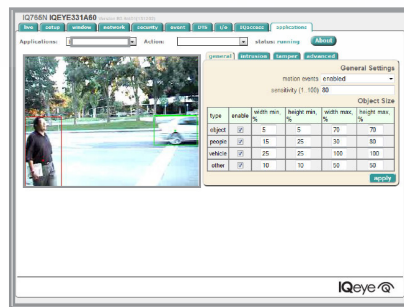 IQ765N IQEYE331A60
live setup window network security event DTS i/o IQaccess applications
Applications: Action: status: running About
general intrusion tamper advanced
General Settings
motion events enabled
sensitivity (1..100) 80
Object Size
type enable width min, % height min, % width max, % height max, %
object 5 5 70 70
people 15 25 30 80
vehicle 25 25 100 100
other 10 10 50 50
apply
IQeye